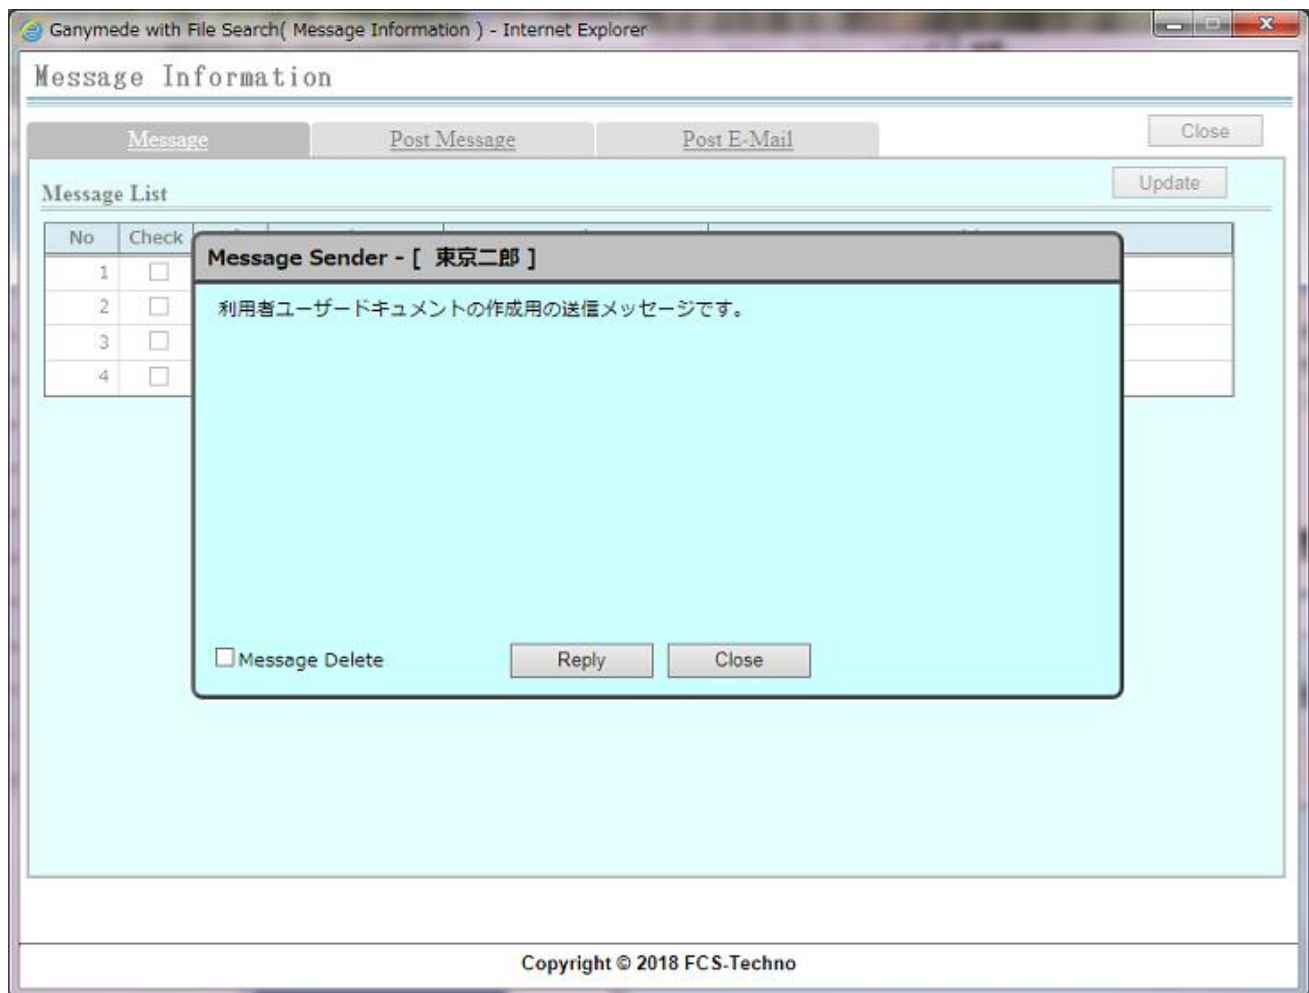 Ganymede with File Search( Message Information ) - Internet Explorer
Message Information
Message Post Message Post E-Mail Close
Message List Update
No Check
Message Sender - [ 東京二郎 ]
1
利用者ユーザードキュメントの作成用の送信メッセージです。
2
3
4
Message Delete Reply Close
Copyright © 2018 FCS-Techno